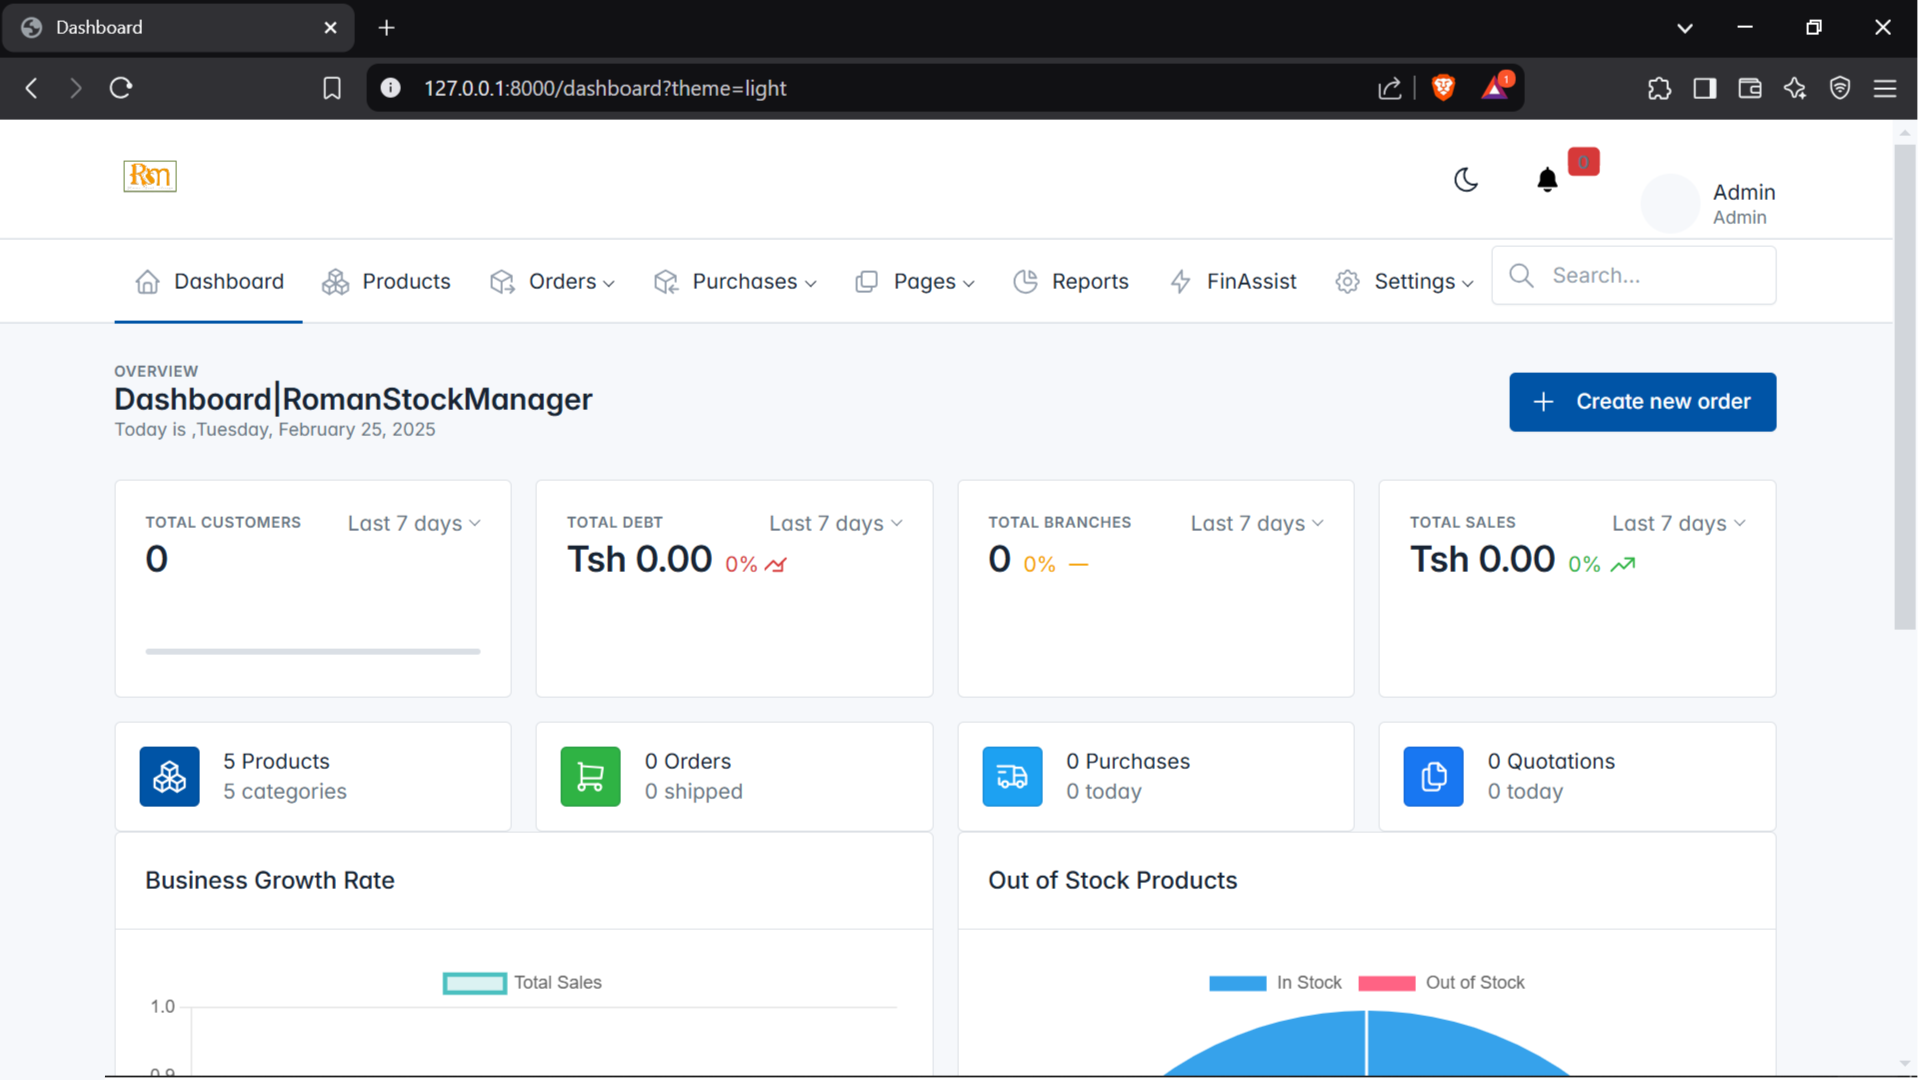 Dashboard
127.0.0.1:8000/dashboard?theme=light
1
Rsm
0
Admin
Admin
Dashboard
Products
Orders
Purchases
Pages
Reports
FinAssist
Settings
Search...
OVERVIEW
Dashboard|RomanStockManager
Today is ,Tuesday, February 25, 2025
Create new order
TOTAL CUSTOMERS
Last 7 days
0
TOTAL DEBT
Last 7 days
Tsh 0.00 0%
TOTAL BRANCHES
Last 7 days
0 0%
TOTAL SALES
Last 7 days
Tsh 0.00 0%
5 Products
5 categories
0 Orders
0 shipped
0 Purchases
0 today
0 Quotations
0 today
Business Growth Rate
Total Sales
1.0
0.9
Out of Stock Products
In Stock
Out of Stock